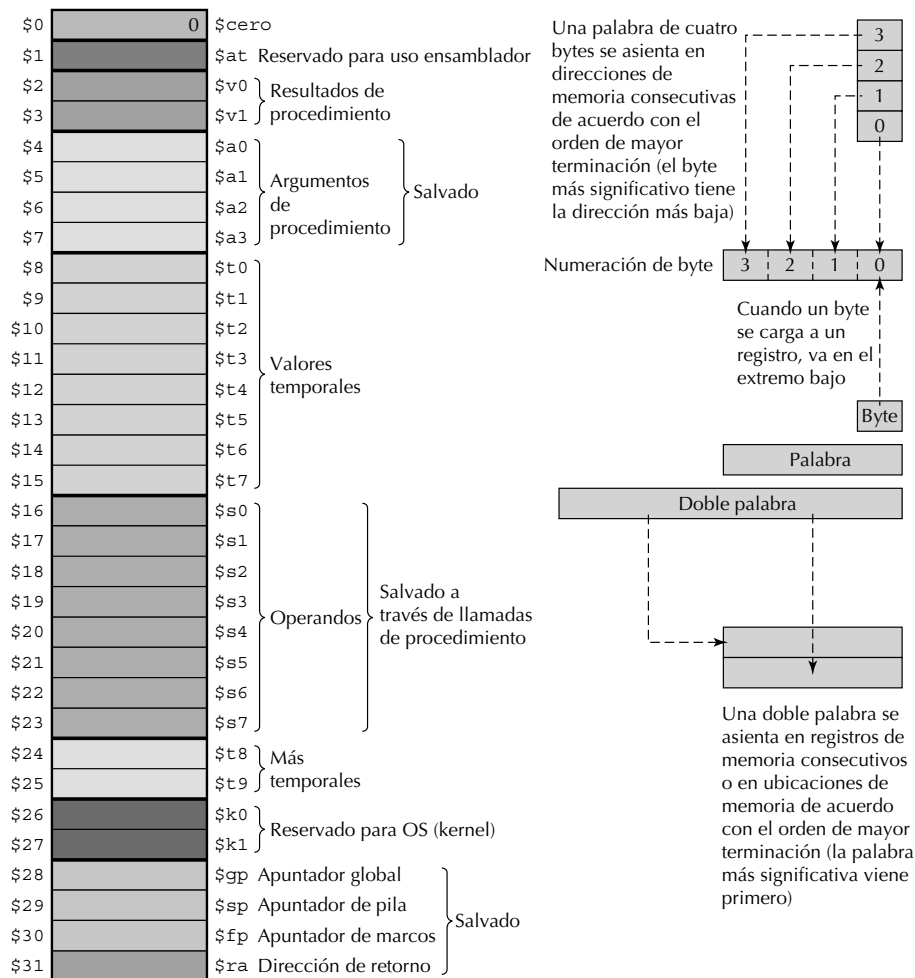 $0 0 $cero
$1 $at Reservado para uso ensamblador
$2 $v0
$3 $v1
Resultados de
procedimiento
$4 $a0
$5 $a1
$6 $a2
$7 $a3
Argumentos
de
procedimiento
Salvado
$8 $t0
$9 $t1
$10 $t2
$11 $t3
$12 $t4
$13 $t5
$14 $t6
$15 $t7
Valores
temporales
$16 $s0
$17 $s1
$18 $s2
$19 $s3
$20 $s4
$21 $s5
$22 $s6
$23 $s7
Operandos
Salvado a
través de llamadas
de procedimiento
$24 $t8
$25 $t9
Más
temporales
$26 $k0
$27 $k1
Reservado para OS (kernel)
$28 $gp Apuntador global
$29 $sp Apuntador de pila
$30 $fp Apuntador de marcos
$31 $ra Dirección de retorno
Salvado
Una palabra de cuatro
bytes se asienta en
direcciones de
memoria consecutivas
de acuerdo con el
orden de mayor
terminación (el byte
más significativo tiene
la dirección más baja)
3
2
1
0
Numeración de byte 3 2 1 0
Cuando un byte
se carga a un
registro, va en el
extremo bajo
Byte
Palabra
Doble palabra
Una doble palabra se
asienta en registros de
memoria consecutivos
o en ubicaciones de
memoria de acuerdo
con el orden de mayor
terminación (la palabra
más significativa viene
primero)